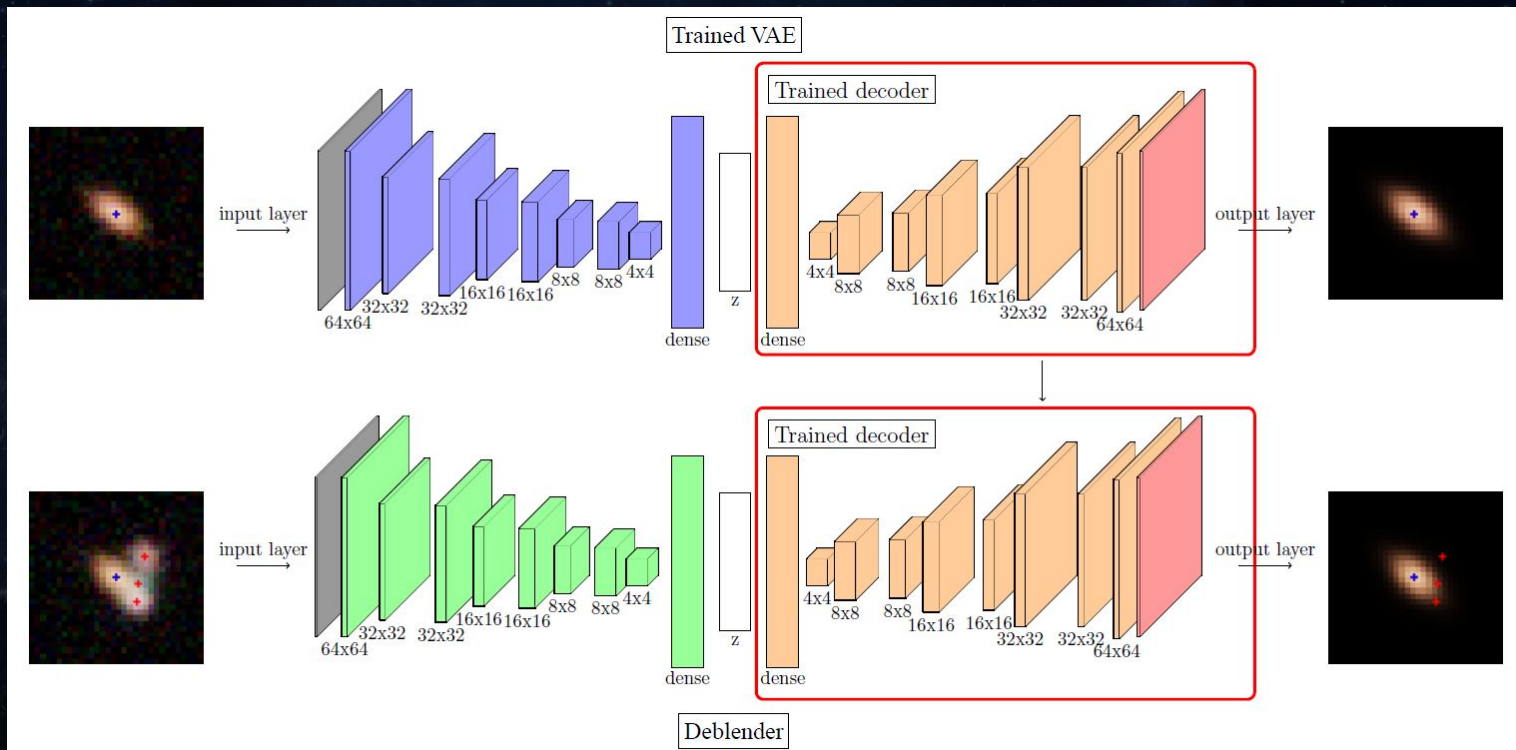 Trained VAE
Trained decoder
input layer
64x64
32x32
32x32
16x16
16x16
8x8
8x8
4x4
dense
z
dense
4x4
8x8
8x8
16x16
16x16
32x32
32x32
64x64
output layer
Trained decoder
input layer
64x64
32x32
32x32
16x16
16x16
8x8
8x8
4x4
dense
z
dense
4x4
8x8
8x8
16x16
16x16
32x32
32x32
64x64
output layer
Deblender